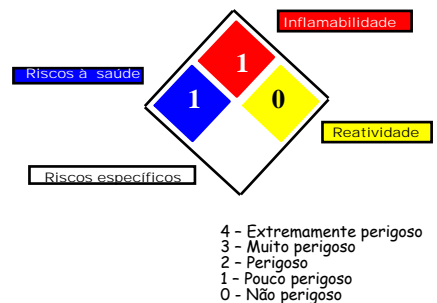 Inflamabilidade
1
Riscos à saúde
1
0
Reatividade
Riscos específicos
4 - Extremamente perigoso
3 - Muito perigoso
2 - Perigoso
1 - Pouco perigoso
0 - Não perigoso